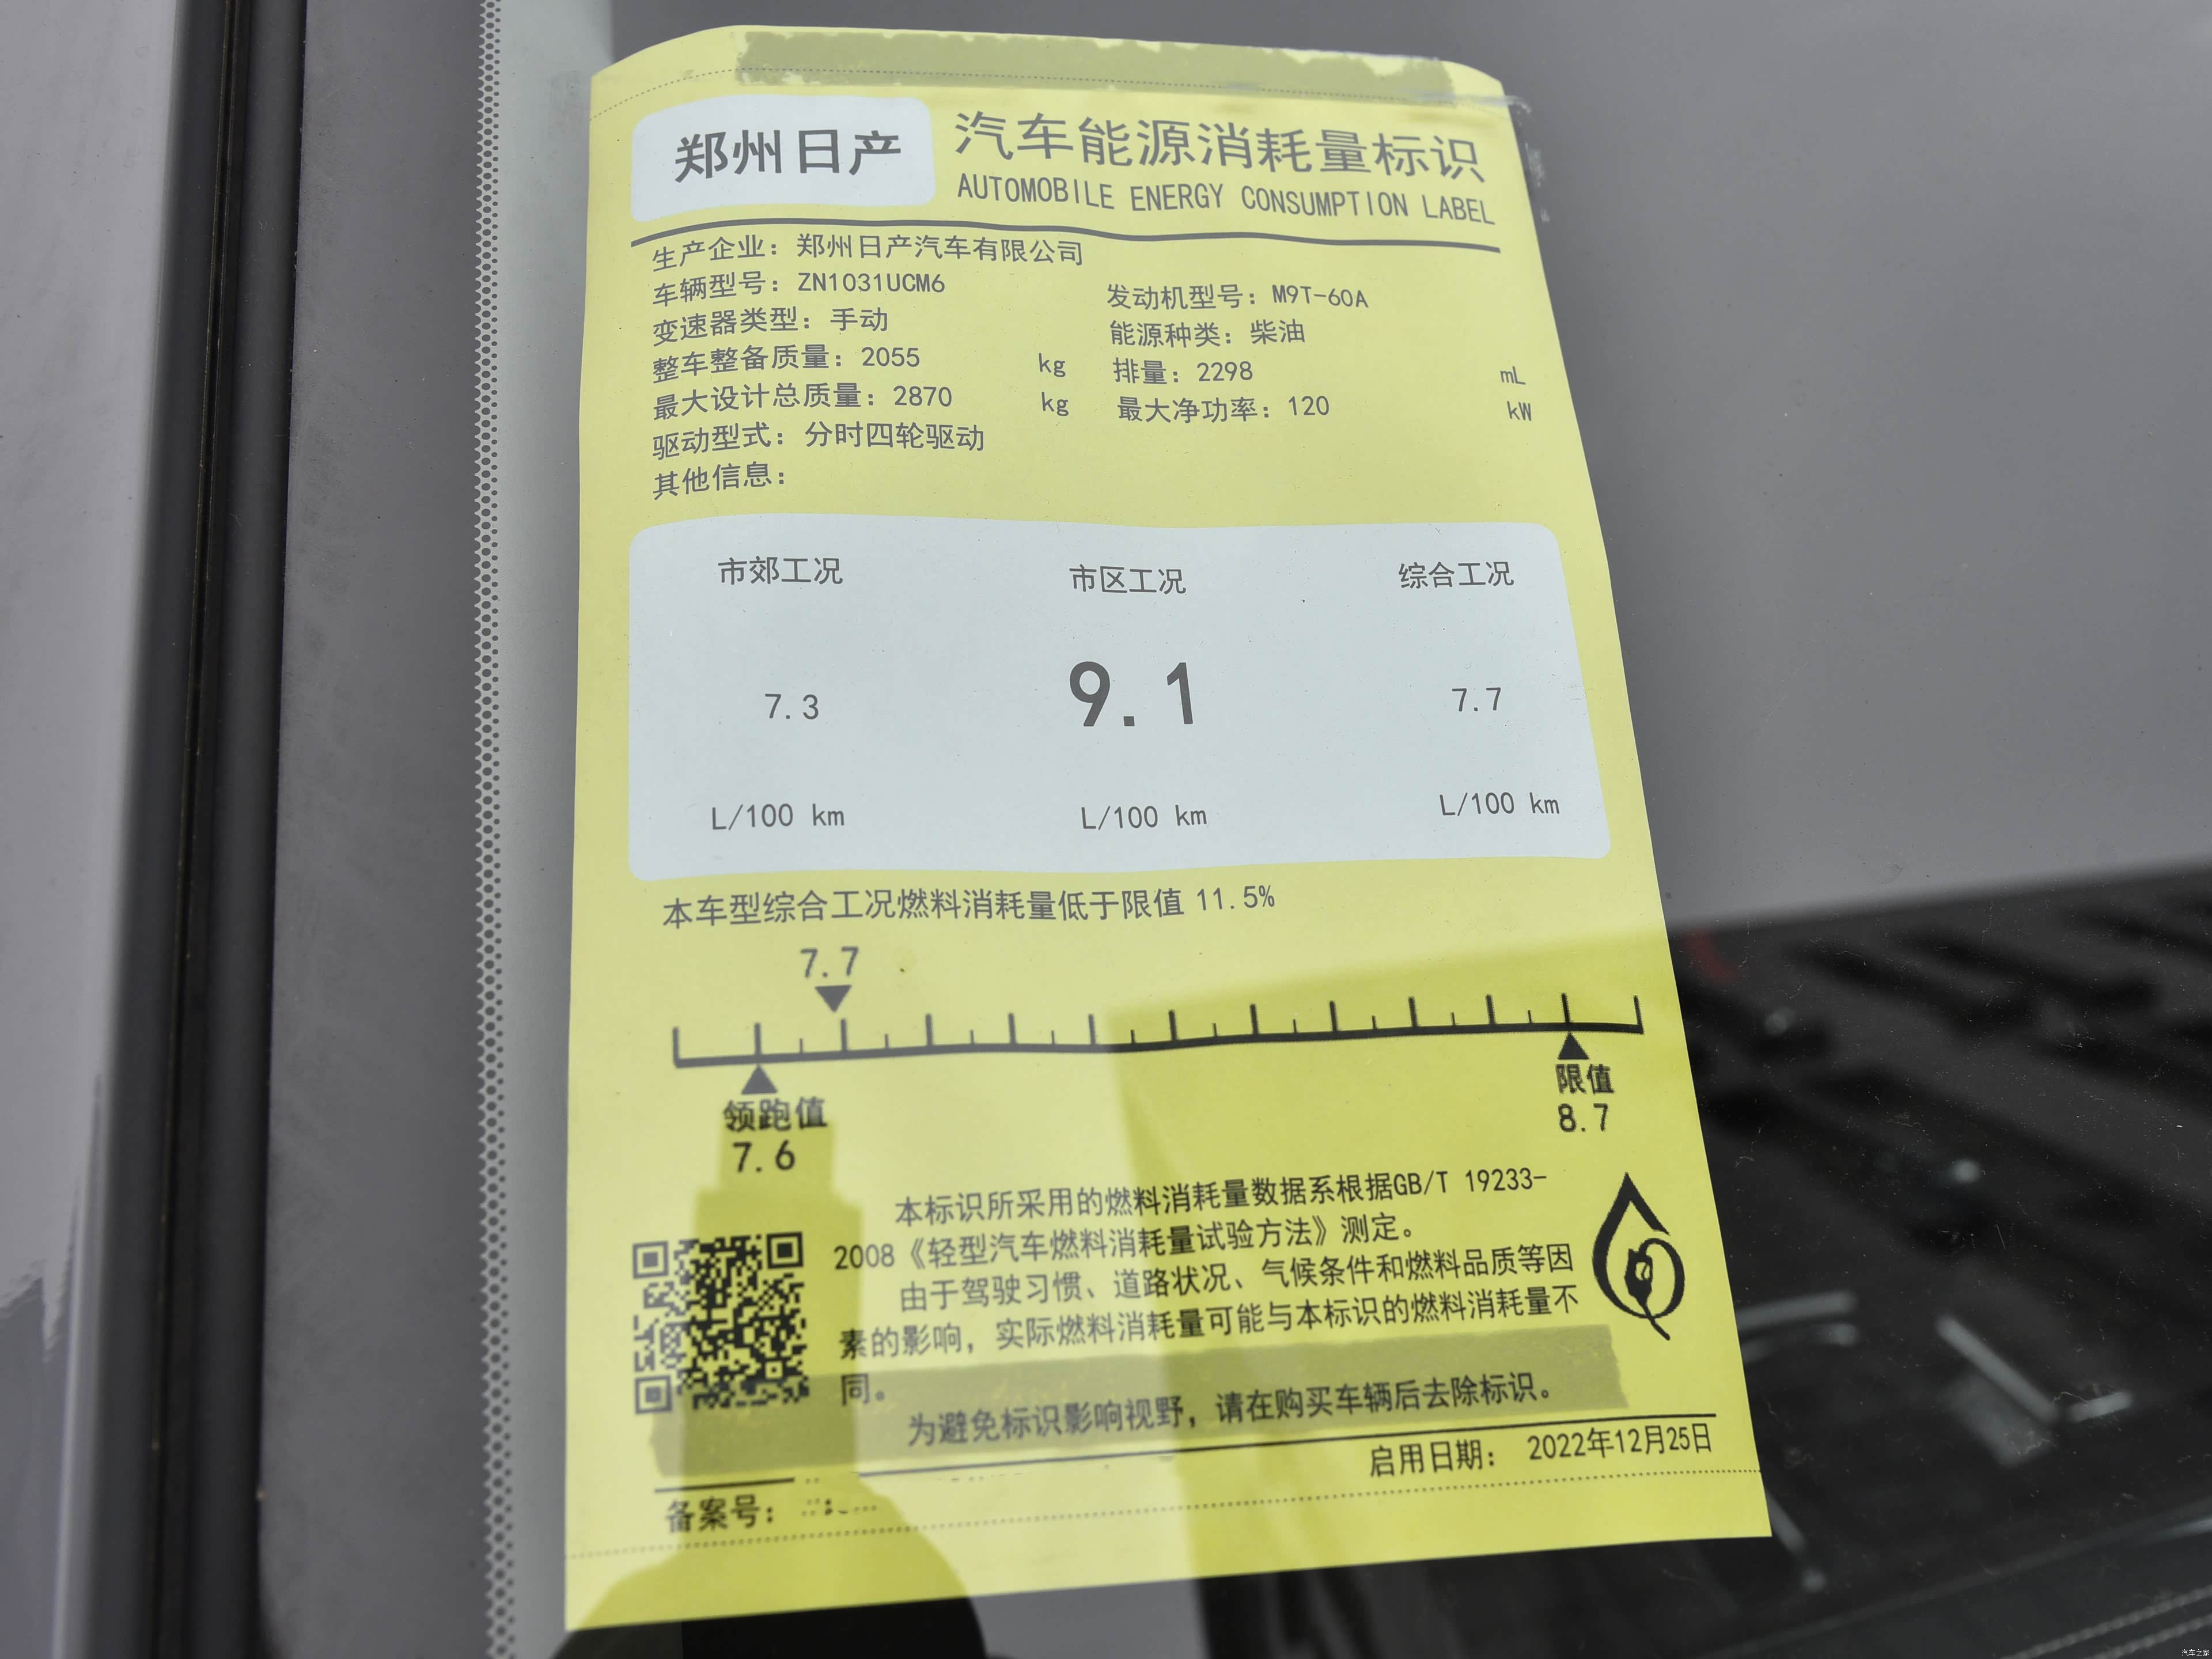 郑州日产
汽车能源消耗量标识
AUTOMOBILE ENERGY CONSUMPTION LABEL
生产企业：郑州日产汽车有限公司
车辆型号：ZN1031UCM6
发动机型号：M9T-60A
变速器类型：手动
能源种类：柴油
整车整备质量：2055 kg
排量：2298 mL
最大设计总质量：2870 kg
最大净功率：120 kW
驱动型式：分时四轮驱动
其他信息：
市郊工况 市区工况 综合工况
7.3 9.1 7.7
L/100 km L/100 km L/100 km
本车型综合工况燃料消耗量低于限值 11.5%
7.7
领跑值
7.6
限值
8.7
本标识所采用的燃料消耗量数据系根据GB/T 19233-
2008《轻型汽车燃料消耗量试验方法》测定。
由于驾驶习惯、道路状况、气候条件和燃料品质等因
素的影响，实际燃料消耗量可能与本标识的燃料消耗量不
同。
为避免标识影响视野，请在购买车辆后去除标识。
启用日期： 2022年12月25日
备案号：
汽车之家